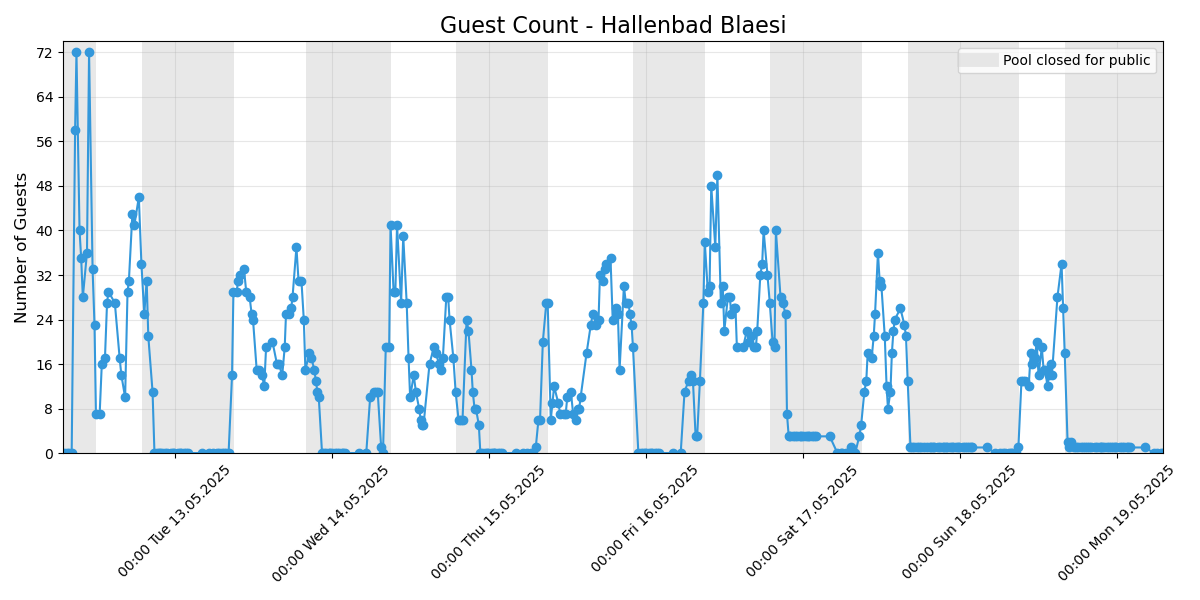 Guest Count - Hallenbad Blaesi
Pool closed for public
Number of Guests
72
64
56
48
40
32
24
16
8
0
00:00 Tue 13.05.2025
00:00 Wed 14.05.2025
00:00 Thu 15.05.2025
00:00 Fri 16.05.2025
00:00 Sat 17.05.2025
00:00 Sun 18.05.2025
00:00 Mon 19.05.2025